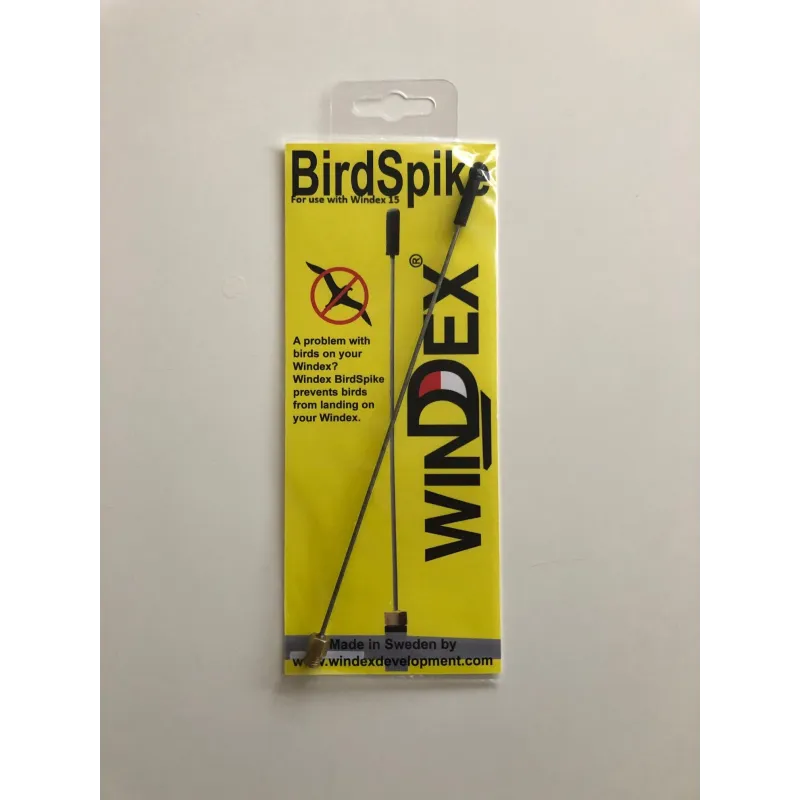 BirdSpike
For use with Windex 15
A problem with
birds on your
Windex?
Windex BirdSpike
prevents birds
from landing on
your Windex.
WINDEX®
Made in Sweden by
www.windexdevelopment.com